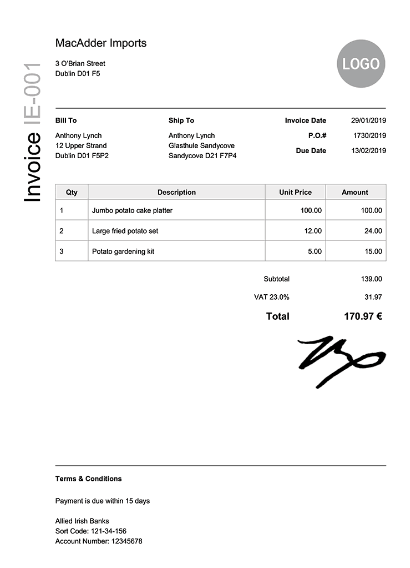 MacAdder Imports
3 O'Brian Street
Dublin D01 F5
LOGO
Invoice IE-001
Bill To
Anthony Lynch
12 Upper Strand
Dublin D01 F5P2
Ship To
Anthony Lynch
Glasthule Sandycove
Sandycove D21 F7P4
Invoice Date 29/01/2019
P.O.# 1730/2019
Due Date 13/02/2019
Qty Description Unit Price Amount
1 Jumbo potato cake platter 100.00 100.00
2 Large fried potato set 12.00 24.00
3 Potato gardening kit 5.00 15.00
Subtotal 139.00
VAT 23.0% 31.97
Total 170.97 €
Terms & Conditions
Payment is due within 15 days
Allied Irish Banks
Sort Code: 121-34-156
Account Number: 12345678